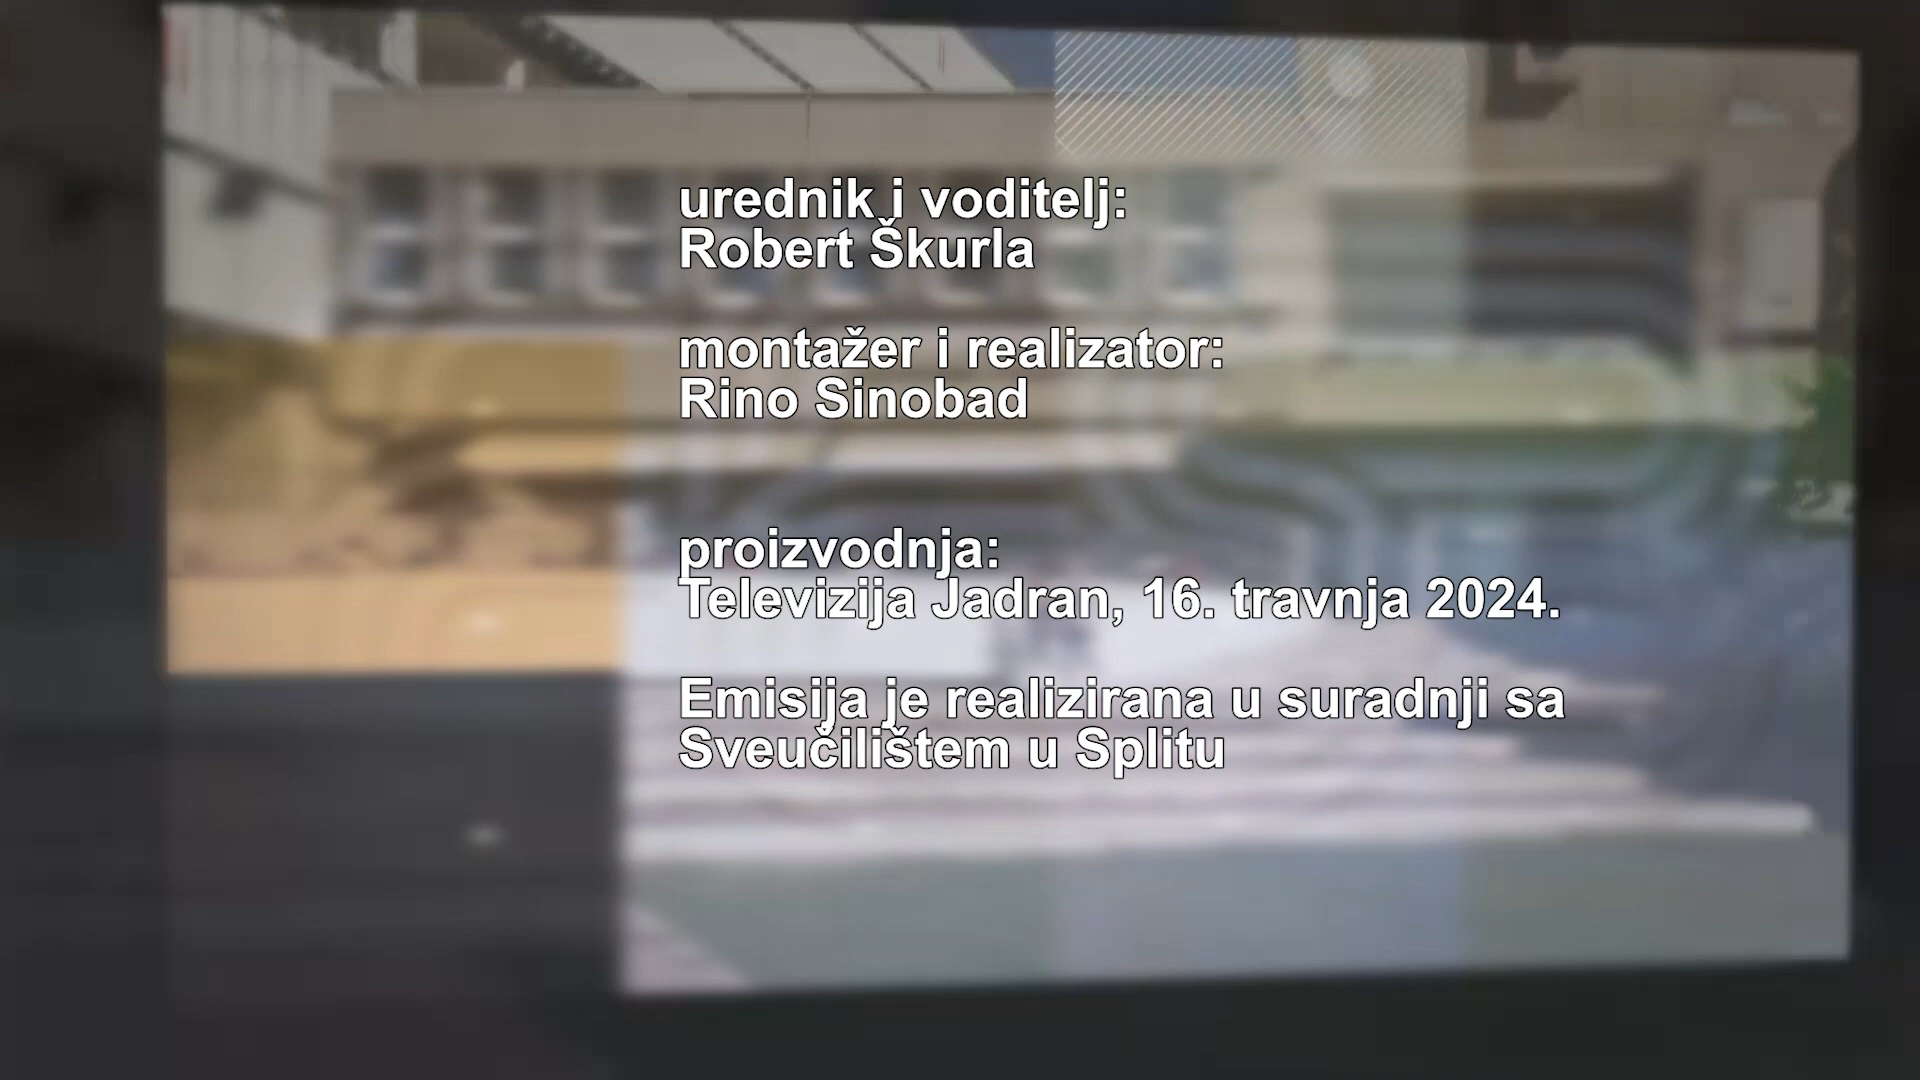 urednik i voditelj:
Robert Škurla
montažer i realizator:
Rino Sinobad
proizvodnja:
Televizija Jadran, 16. travnja 2024.
Emisija je realizirana u suradnji sa
Sveučilištem u Splitu